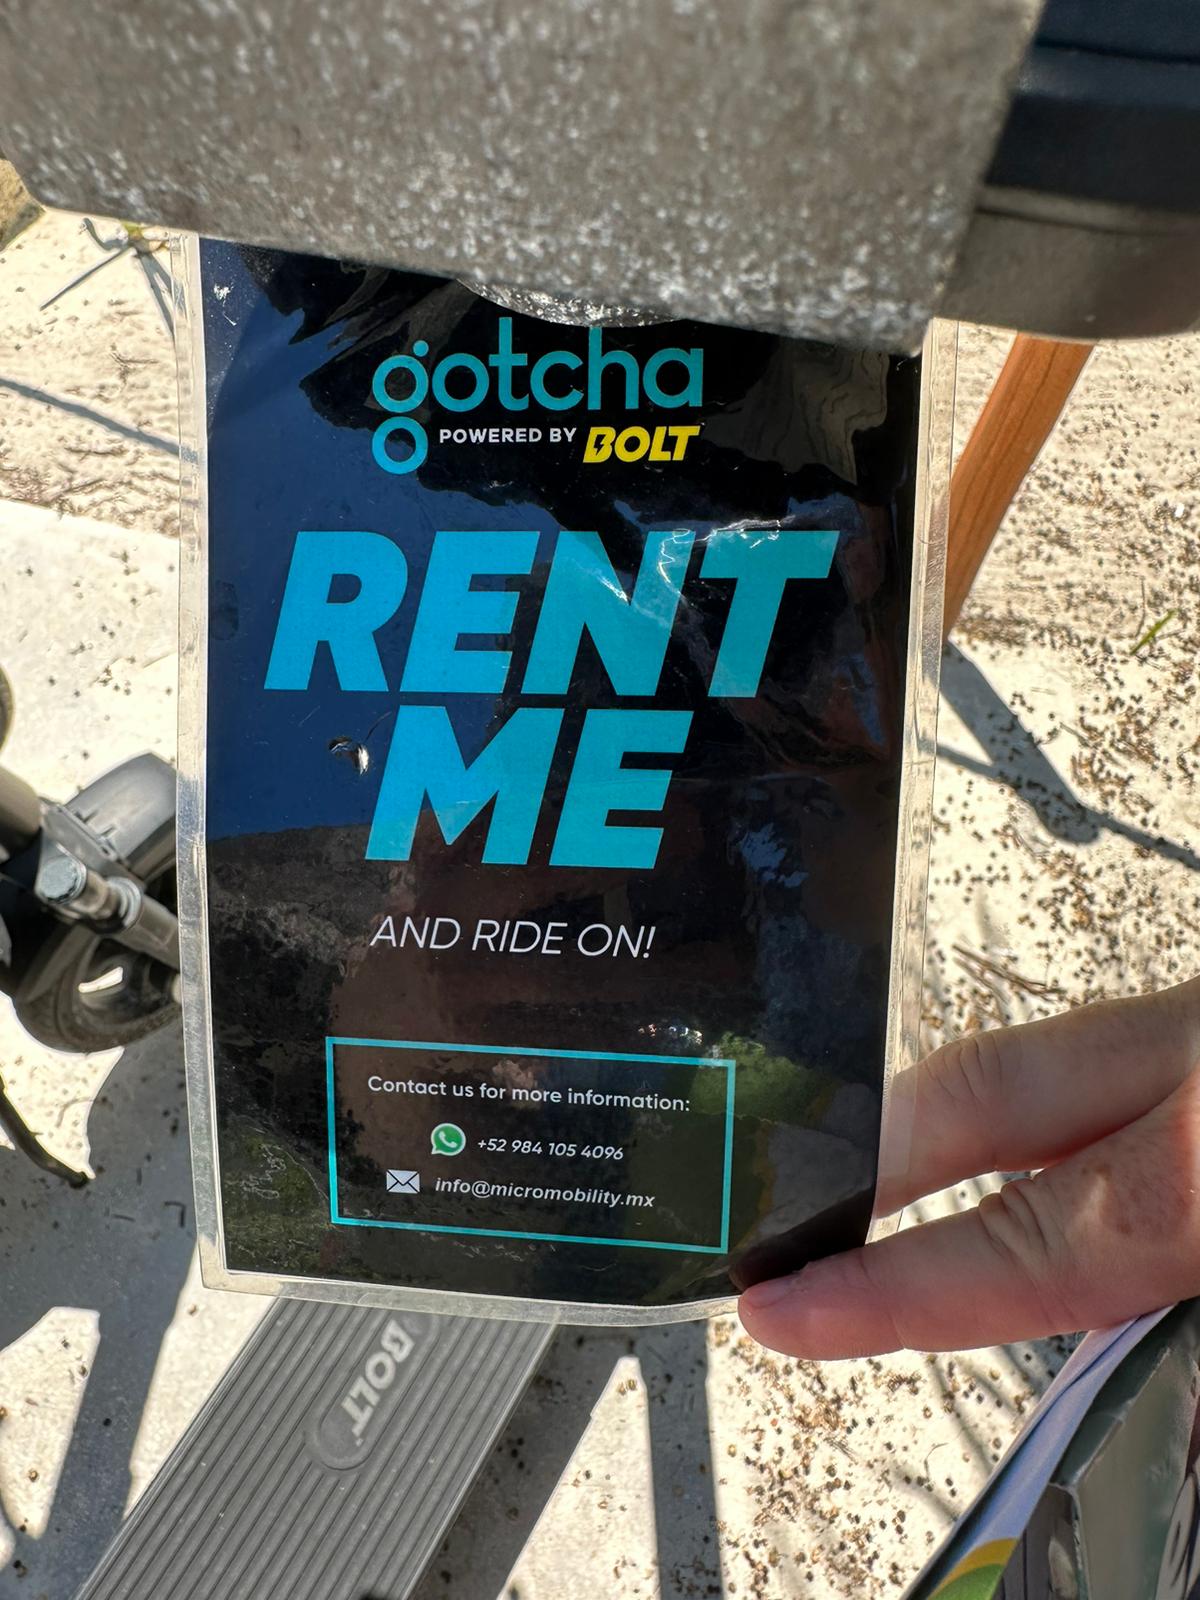 gotcha
POWERED BY BOLT
RENT
ME
AND RIDE ON!
Contact us for more information:
+52 984 105 4096
info@micromobility.mx
BOLT